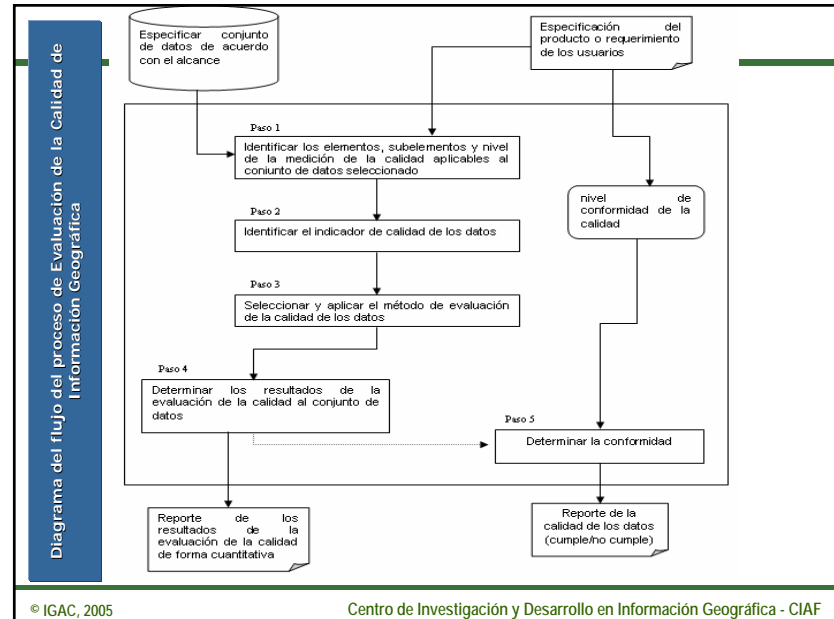 Diagrama del flujo del proceso de Evaluación de la Calidad de
Información Geográfica
Especificar conjunto
de datos de acuerdo
con el alcance
Especificación del
producto o requerimiento
de los usuarios
Paso 1
Identificar los elementos, subelementos y nivel
de la medición de la calidad aplicables al
conjunto de datos seleccionado
nivel de
conformidad de la
calidad
Paso 2
Identificar el indicador de calidad de los datos
Paso 3
Seleccionar y aplicar el método de evaluación
de la calidad de los datos
Paso 4
Determinar los resultados de la
evaluación de la calidad al conjunto de
datos
Paso 5
Determinar la conformidad
Reporte de los
resultados de la
evaluación de la calidad
de forma cuantitativa
Reporte de la
calidad de los datos
(cumple/no cumple)
© IGAC, 2005
Centro de Investigación y Desarrollo en Información Geográfica - CIAF